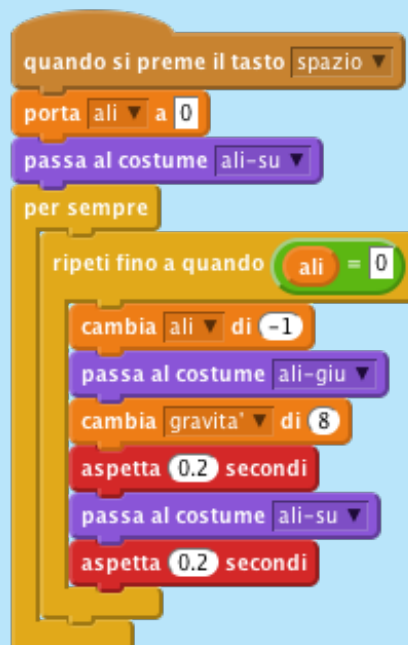 quando si preme il tasto spazio
porta ali a 0
passa al costume ali-su
per sempre
ripeti fino a quando ali = 0
cambia ali di -1
passa al costume ali-giu
cambia gravita' di 8
aspetta 0.2 secondi
passa al costume ali-su
aspetta 0.2 secondi